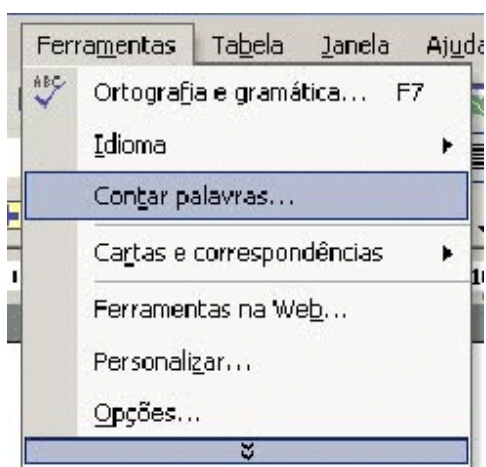 Ferramentas Tabela Janela Ajuda
ABC Ortografia e gramática... F7
Idioma
Contar palavras...
Cartas e correspondências
Ferramentas na Web...
Personalizar...
Opções...